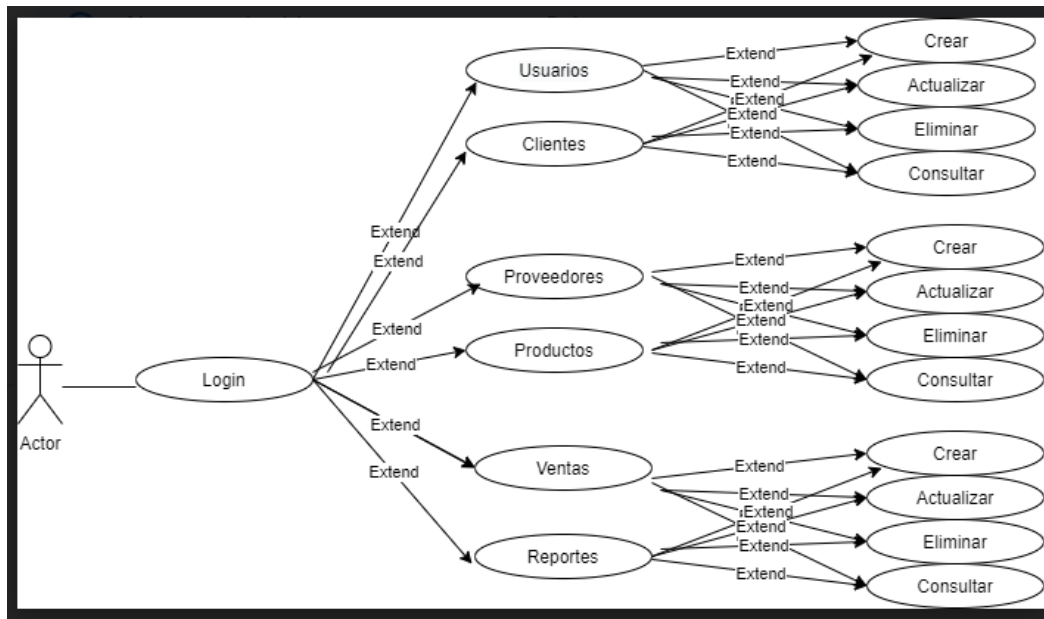 Usuarios
Clientes
Extend
Extend
Extend
Extend
Extend
Extend
Crear
Actualizar
Eliminar
Consultar
Extend
Extend
Proveedores
Productos
Extend
Extend
Extend
Extend
Extend
Extend
Crear
Actualizar
Eliminar
Consultar
Extend
Extend
Actor
Login
Extend
Extend
Ventas
Reportes
Extend
Extend
Extend
Extend
Extend
Extend
Crear
Actualizar
Eliminar
Consultar